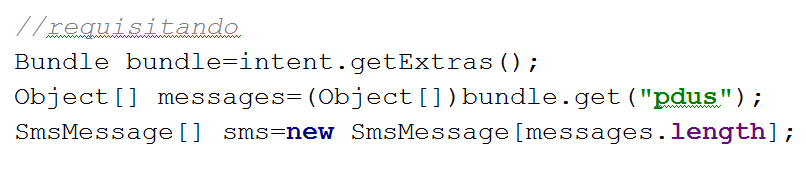 //requisitando
Bundle bundle=intent.getExtras();
Object[] messages=(Object[])bundle.get("pdus");
SmsMessage[] sms=new SmsMessage[messages.length];